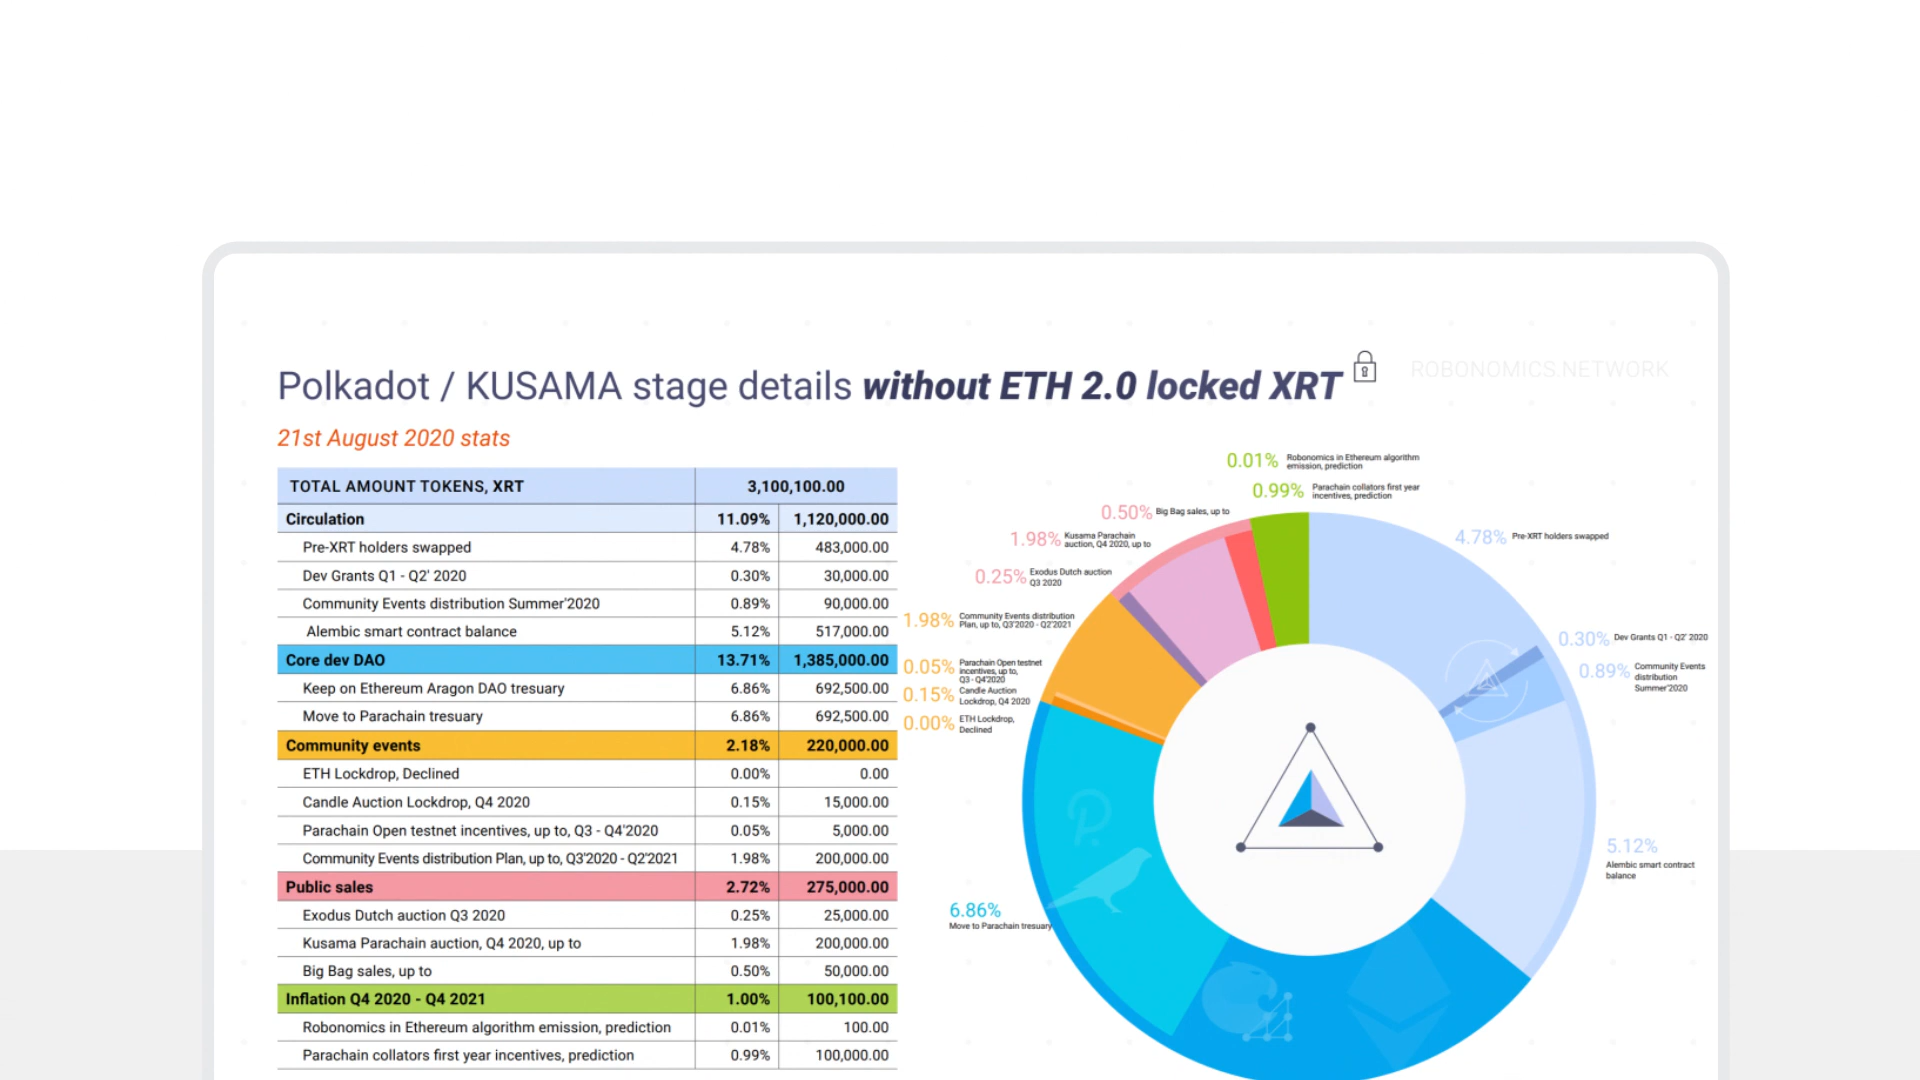 ROBONOMICS.NETWORK
Polkadot / KUSAMA stage details without ETH 2.0 locked XRT
21st August 2020 stats
TOTAL AMOUNT TOKENS, XRT 3,100,100.00
Circulation 11.09% 1,120,000.00
Pre-XRT holders swapped 4.78% 483,000.00
Dev Grants Q1 - Q2' 2020 0.30% 30,000.00
Community Events distribution Summer'2020 0.89% 90,000.00
Alembic smart contract balance 5.12% 517,000.00
Core dev DAO 13.71% 1,385,000.00
Keep on Ethereum Aragon DAO tresuary 6.86% 692,500.00
Move to Parachain tresuary 6.86% 692,500.00
Community events 2.18% 220,000.00
ETH Lockdrop, Declined 0.00% 0.00
Candle Auction Lockdrop, Q4 2020 0.15% 15,000.00
Parachain Open testnet incentives, up to, Q3 - Q4'2020 0.05% 5,000.00
Community Events distribution Plan, up to, Q3'2020 - Q2'2021 1.98% 200,000.00
Public sales 2.72% 275,000.00
Exodus Dutch auction Q3 2020 0.25% 25,000.00
Kusama Parachain auction, Q4 2020, up to 1.98% 200,000.00
Big Bag sales, up to 0.50% 50,000.00
Inflation Q4 2020 - Q4 2021 1.00% 100,100.00
Robonomics in Ethereum algorithm emission, prediction 0.01% 100.00
Parachain collators first year incentives, prediction 0.99% 100,000.00
0.01% Robonomics in Ethereum algorithm
emission, prediction
0.99% Parachain collators first year
incentives, prediction
0.50% Big Bag sales, up to
1.98% Kusama Parachain
auction, Q4 2020, up to
0.25% Exodus Dutch auction
Q3 2020
1.98% Community Events distribution
Plan, up to, Q3'2020 - Q2'2021
0.05% Parachain Open testnet
incentives, up to,
Q3 - Q4'2020
0.15% Candle Auction
Lockdrop, Q4 2020
0.00% ETH Lockdrop,
Declined
6.86%
Move to Parachain tresuary
4.78% Pre-XRT holders swapped
0.30% Dev Grants Q1 - Q2' 2020
0.89% Community Events
distribution
Summer'2020
5.12%
Alembic smart contract
balance